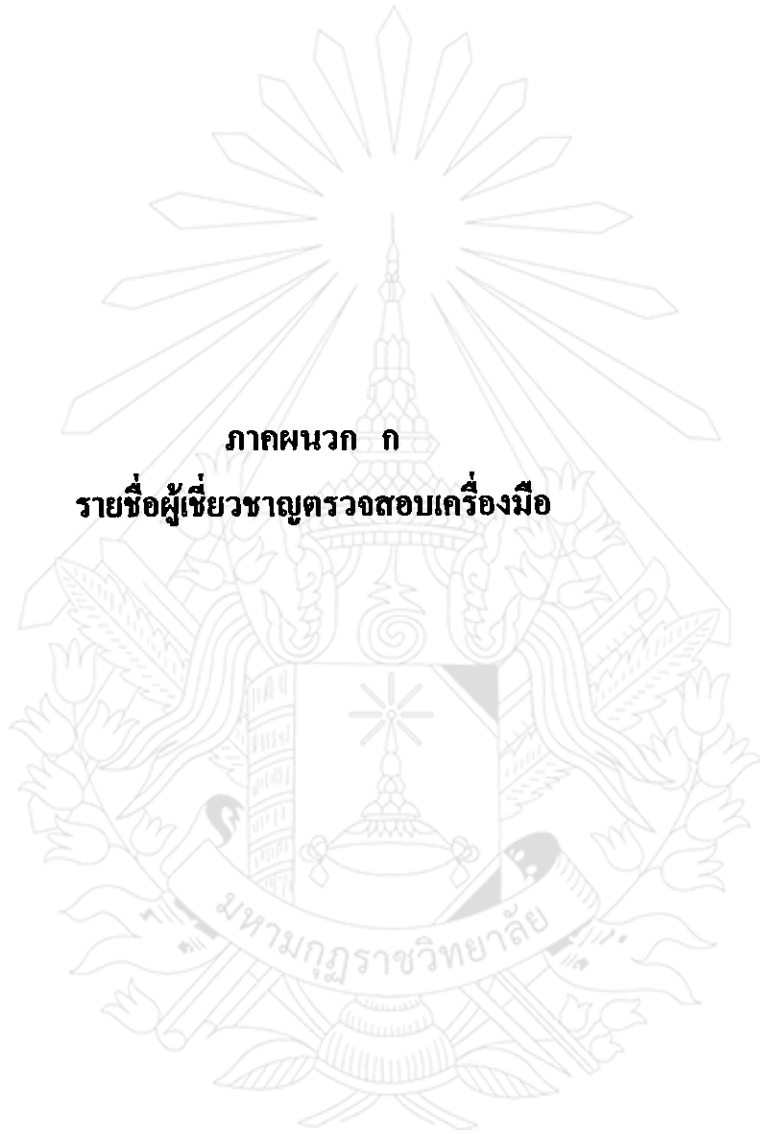 ภาคผนวก ก
รายชื่อผู้เชี่ยวชาญตรวจสอบเครื่องมือ
มหามกุฏราชวิทยาลัย